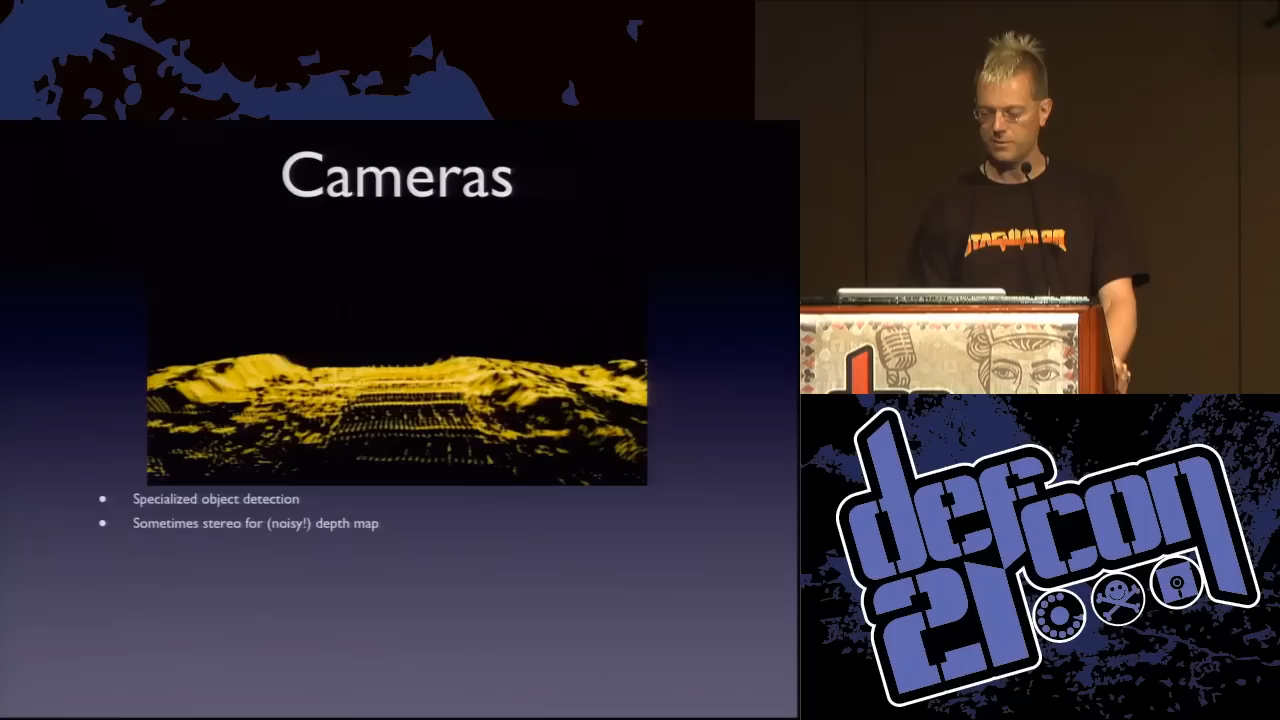 Cameras
• Specialized object detection
• Sometimes stereo for (noisy!) depth map
defcon
21